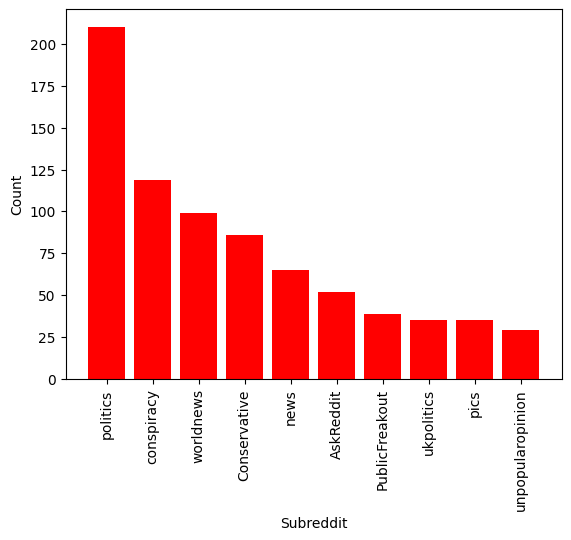 200
175
150
125
100
75
50
25
0
Count
politics
conspiracy
worldnews
Conservative
news
AskReddit
PublicFreakout
ukpolitics
pics
unpopularopinion
Subreddit